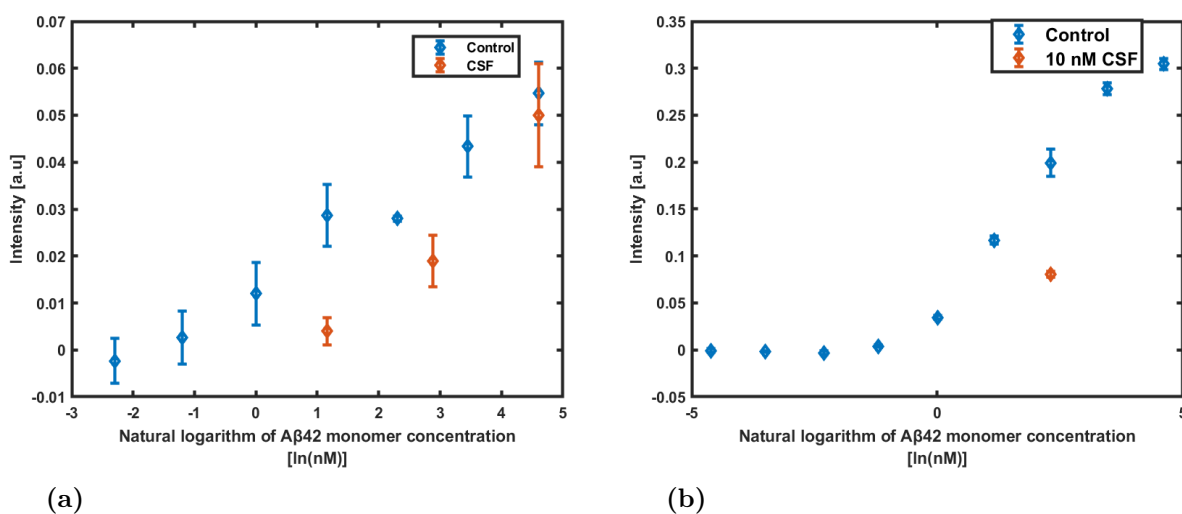 0.07
0.06
0.05
0.04
0.03
0.02
0.01
0
-0.01
Intensity [a.u]
Control
CSF
-3 -2 -1 0 1 2 3 4 5
Natural logarithm of Aβ42 monomer concentration
[ln(nM)]
(a)
0.35
0.3
0.25
0.2
0.15
0.1
0.05
0
-0.05
Intensity [a.u]
Control
10 nM CSF
-5 0 5
Natural logarithm of Aβ42 monomer concentration
[ln(nM)]
(b)